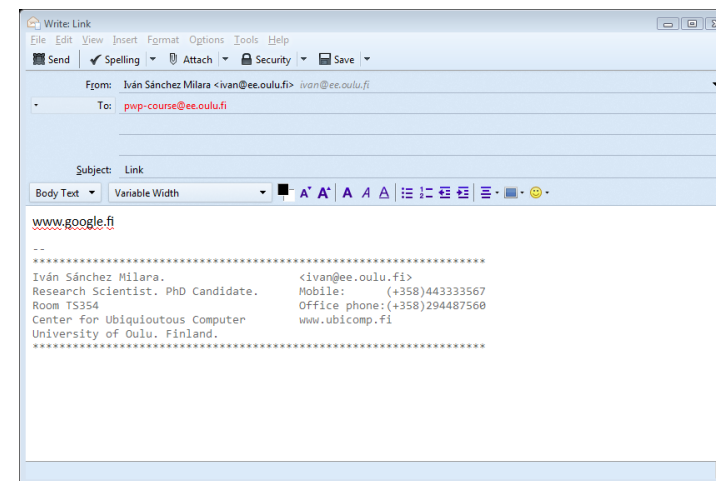 Write: Link
File Edit View Insert Format Options Tools Help
Send Spelling Attach Security Save
From: Iván Sánchez Milara <ivan@ee.oulu.fi> ivan@ee.oulu.fi
To: pwp-course@ee.oulu.fi
Subject: Link
Body Text Variable Width
www.google.fi
--
*********************************************************************
Iván Sánchez Milara. <ivan@ee.oulu.fi>
Research Scientist. PhD Candidate. Mobile: (+358)443333567
Room TS354 Office phone:(+358)294487560
Center for Ubiquioutous Computer www.ubicomp.fi
University of Oulu. Finland.
*********************************************************************